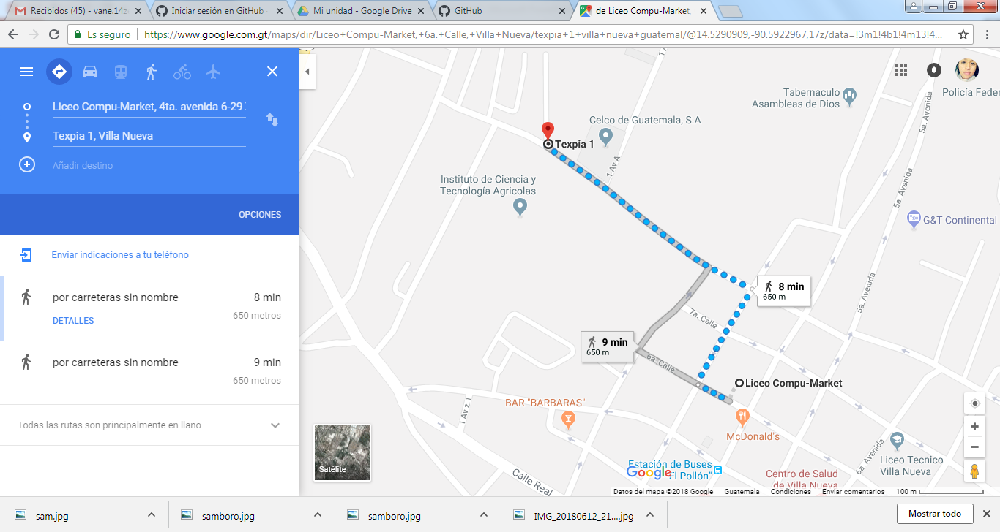 Recibidos (45) - vane.14z
Iniciar sesión en GitHub
Mi unidad - Google Drive
GitHub
de Liceo Compu-Market,
Es seguro
https://www.google.com.gt/maps/dir/Liceo+Compu-Market,+6a.+Calle,+Villa+Nueva/texpia+1+villa+nueva+guatemal/@14.5290909,-90.5922967,17z/data=!3m1!4b1!4m13!4...
Liceo Compu-Market, 4ta. avenida 6-29
Texpia 1, Villa Nueva
Añadir destino
OPCIONES
Enviar indicaciones a tu teléfono
por carreteras sin nombre
8 min
650 metros
DETALLES
por carreteras sin nombre
9 min
650 metros
Todas las rutas son principalmente en llano
Satélite
1 Av A
Tabernaculo
Asambleas de Dios
Policía Feder
5a. Avenida
Celco de Guatemala, S.A
Texpia 1
1 Av A
Instituto de Ciencia y
Tecnología Agricolas
5a. Avenida
G&T Continental
8 min
650 m
5a. Avenida
7a. Calle
9 min
650 m
6a. Calle
Liceo Compu-Market
BAR "BARBARAS"
1 Av z.1
McDonald's
6a. Avenida
Liceo Tecnico
Villa Nueva
Estación de Buses
"El Pollón"
Google
Calle Real
Centro de Salud
de Villa Nueva
Datos del mapa ©2018 Google
Guatemala
Condiciones
Enviar comentarios
100 m
sam.jpg
samboro.jpg
samboro.jpg
IMG_20180612_21....jpg
Mostrar todo